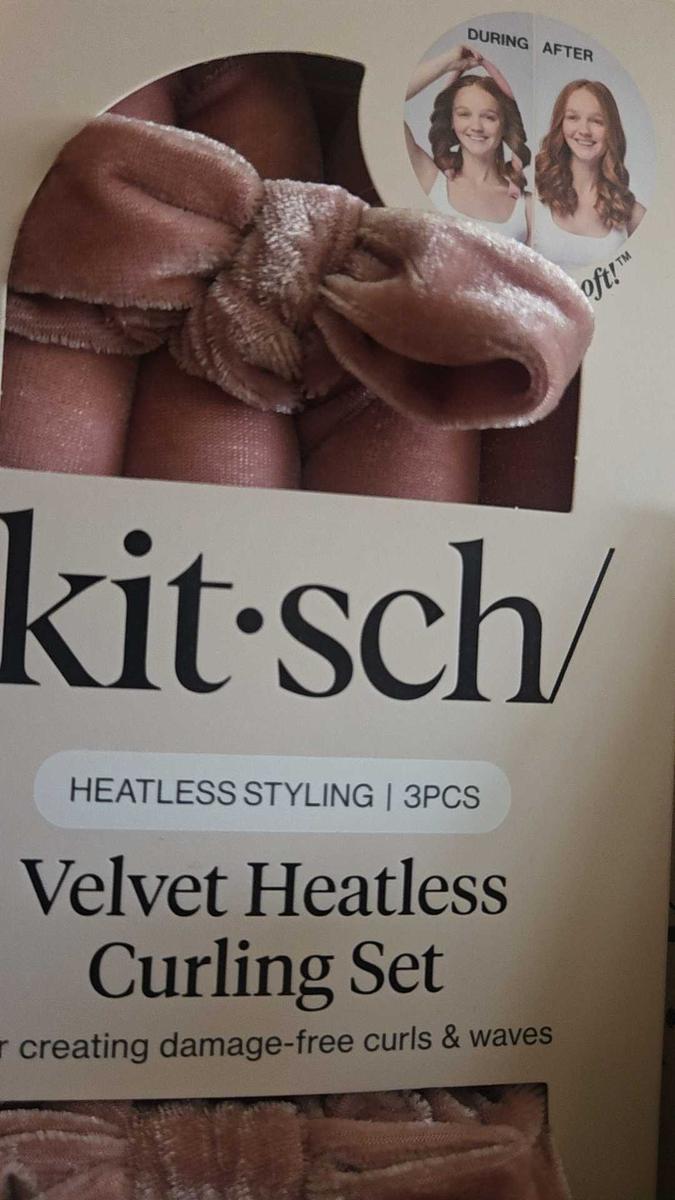 DURING AFTER
oft!™
kit·sch/
HEATLESS STYLING | 3PCS
Velvet Heatless
Curling Set
r creating damage-free curls & waves